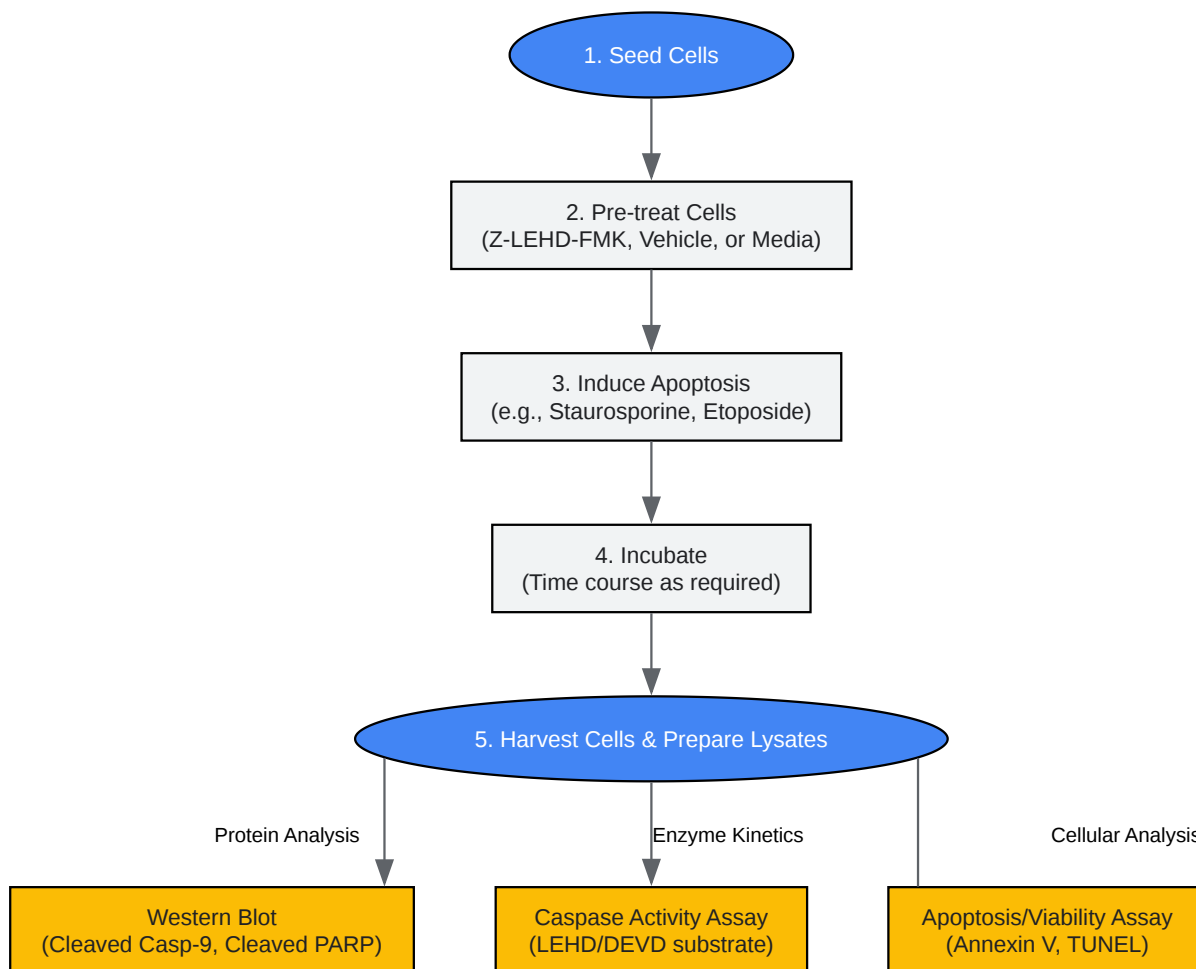 1. Seed Cells
2. Pre-treat Cells
(Z-LEHD-FMK, Vehicle, or Media)
3. Induce Apoptosis
(e.g., Staurosporine, Etoposide)
4. Incubate
(Time course as required)
5. Harvest Cells & Prepare Lysates
Protein Analysis
Enzyme Kinetics
Cellular Analysis
Western Blot
(Cleaved Casp-9, Cleaved PARP)
Caspase Activity Assay
(LEHD/DEVD substrate)
Apoptosis/Viability Assay
(Annexin V, TUNEL)